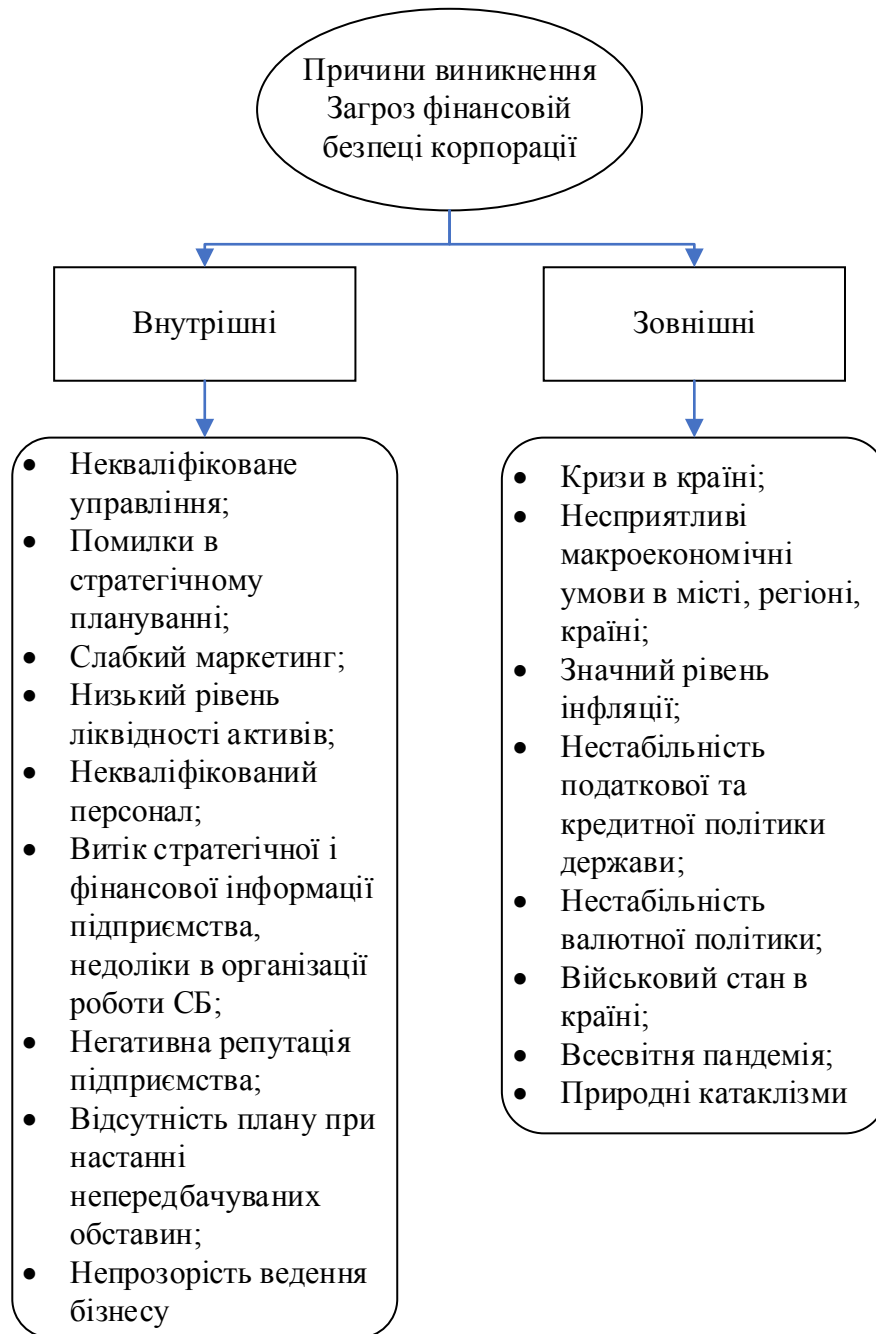 Причини виникнення
Загроз фінансовій
безпеці корпорації
Внутрішні
Зовнішні
• Некваліфіковане
управління;
• Помилки в
стратегічному
плануванні;
• Слабкий маркетинг;
• Низький рівень
ліквідності активів;
• Некваліфікований
персонал;
• Витік стратегічної і
фінансової інформації
підприємства,
недоліки в організації
роботи СБ;
• Негативна репутація
підприємства;
• Відсутність плану при
настанні
непередбачуваних
обставин;
• Непрозорість ведення
бізнесу
• Кризи в країні;
• Несприятливі
макроекономічні
умови в місті, регіоні,
країні;
• Значний рівень
інфляції;
• Нестабільність
податкової та
кредитної політики
держави;
• Нестабільність
валютної політики;
• Військовий стан в
країні;
• Всесвітня пандемія;
• Природні катаклізми